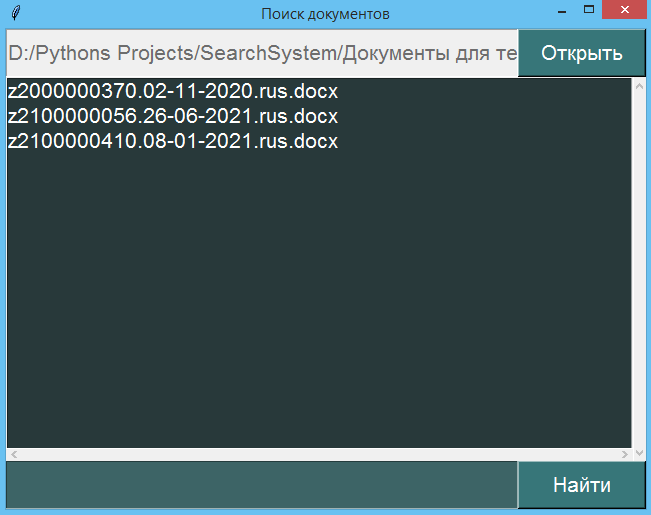 Поиск документов
D:/Pythons Projects/SearchSystem/Документы для те
Открыть
z2000000370.02-11-2020.rus.docx
z2100000056.26-06-2021.rus.docx
z2100000410.08-01-2021.rus.docx
Найти